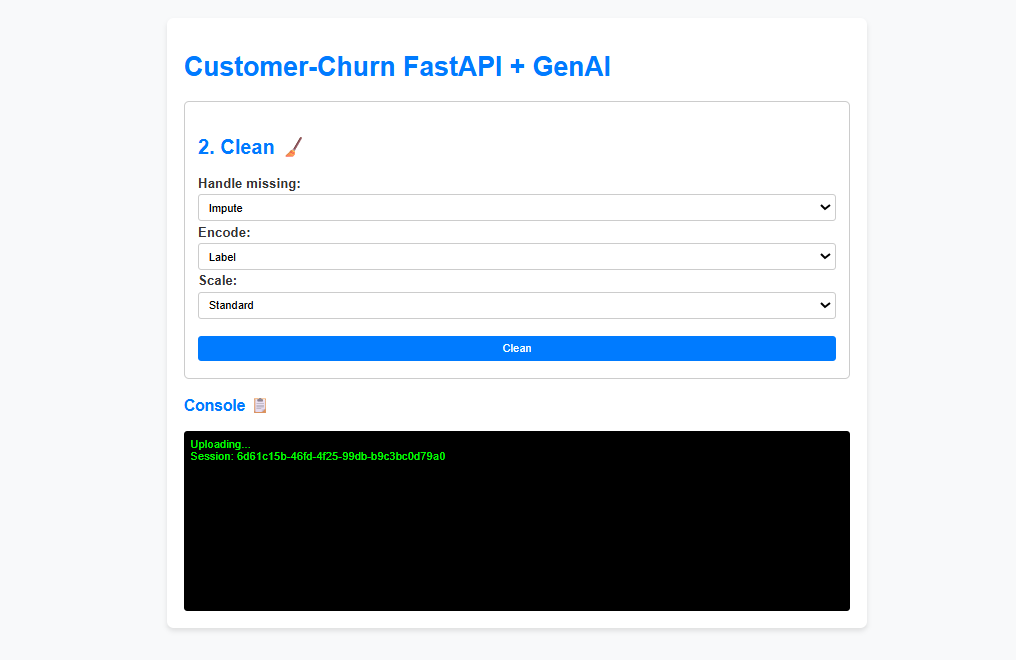 Customer-Churn FastAPI + GenAI
2. Clean 🧹
Handle missing:
Impute
Encode:
Label
Scale:
Standard
Clean
Console 📋
Uploading...
Session: 6d61c15b-46fd-4f25-99db-b9c3bc0d79a0